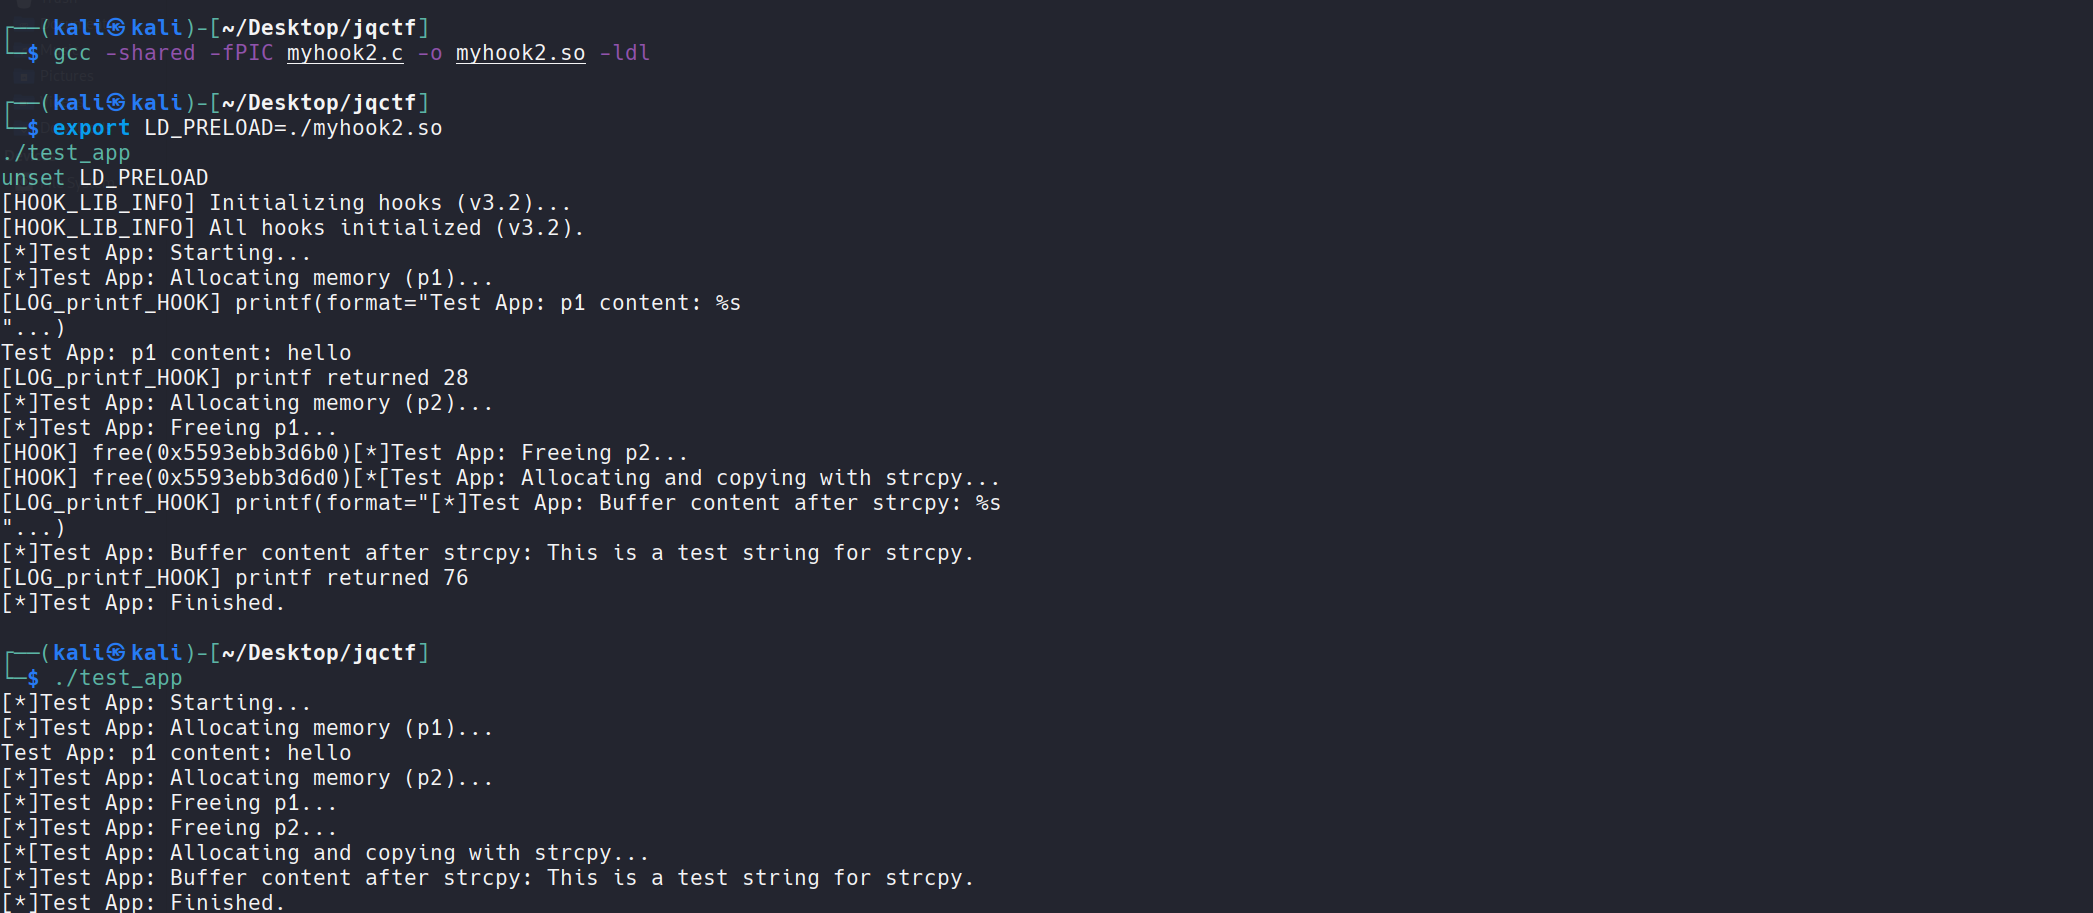 ┌──(kali㉿kali)-[~/Desktop/jqctf]
└─$ gcc -shared -fPIC myhook2.c -o myhook2.so -ldl
Pictures
┌──(kali㉿kali)-[~/Desktop/jqctf]
└─$ export LD_PRELOAD=./myhook2.so
./test_app
unset LD_PRELOAD
[HOOK_LIB_INFO] Initializing hooks (v3.2)...
[HOOK_LIB_INFO] All hooks initialized (v3.2).
[*]Test App: Starting...
[*]Test App: Allocating memory (p1)...
[LOG_printf_HOOK] printf(format="Test App: p1 content: %s
"...)
Test App: p1 content: hello
[LOG_printf_HOOK] printf returned 28
[*]Test App: Allocating memory (p2)...
[*]Test App: Freeing p1...
[HOOK] free(0x5593ebb3d6b0)[*]Test App: Freeing p2...
[HOOK] free(0x5593ebb3d6d0)[*[Test App: Allocating and copying with strcpy...
[LOG_printf_HOOK] printf(format="[*]Test App: Buffer content after strcpy: %s
"...)
[*]Test App: Buffer content after strcpy: This is a test string for strcpy.
[LOG_printf_HOOK] printf returned 76
[*]Test App: Finished.
┌──(kali㉿kali)-[~/Desktop/jqctf]
└─$ ./test_app
[*]Test App: Starting...
[*]Test App: Allocating memory (p1)...
Test App: p1 content: hello
[*]Test App: Allocating memory (p2)...
[*]Test App: Freeing p1...
[*]Test App: Freeing p2...
[*[Test App: Allocating and copying with strcpy...
[*]Test App: Buffer content after strcpy: This is a test string for strcpy.
[*]Test App: Finished.